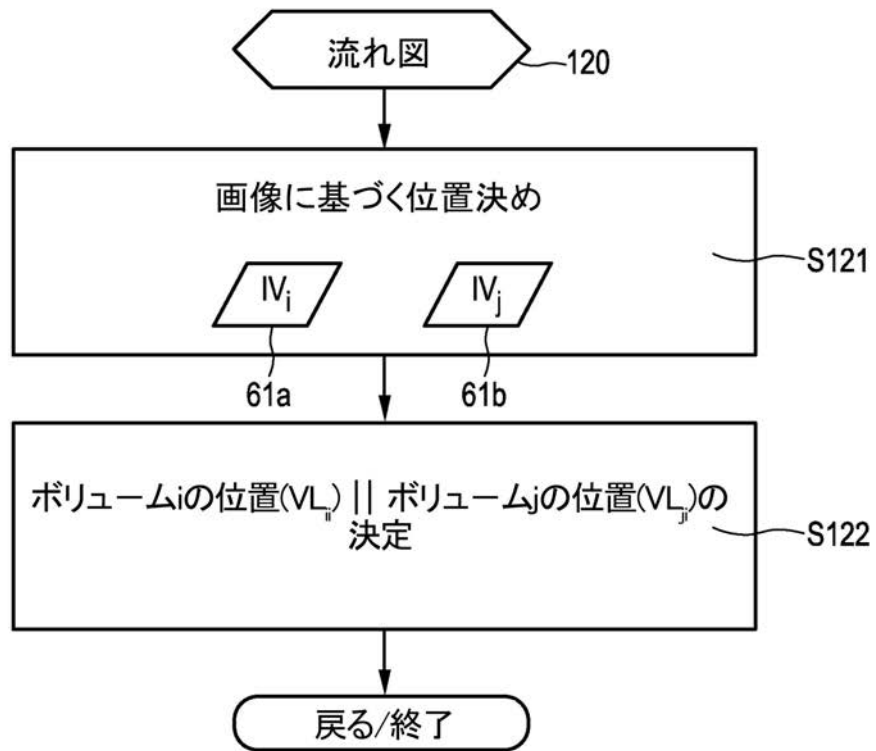 流れ図
120
画像に基づく位置決め
S121
IVi
IVj
61a
61b
ボリュームiの位置(VLii) || ボリュームjの位置(VLji)の
決定
S122
戻る/終了